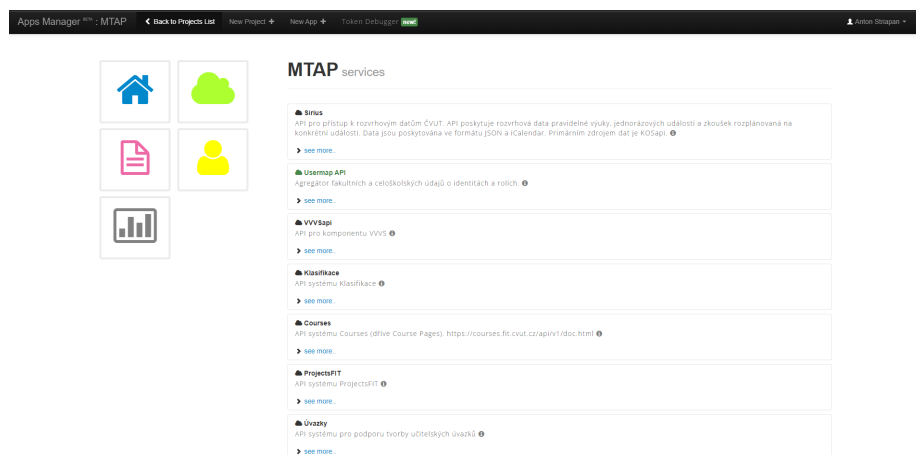 Apps Manager BETA : MTAP Back to Projects List New Project + New App + Token Debugger new! Anton Striapan
MTAP services
Sirius
API pro přístup k rozvrhovým datům ČVUT. API poskytuje rozvrhová data pravidelné výuky, jednorázových událostí a zkoušek rozplánovaná na
konkrétní události. Data jsou poskytována ve formátu JSON a iCalendar. Primárním zdrojem dat je KOSapi.
see more..
Usermap API
Agregátor fakultních a celoškolských údajů o identitách a rolích.
see more..
VVVSapi
API pro komponentu VVVS
see more..
Klasifikace
API systému Klasifikace
see more..
Courses
API systému Courses (dříve Course Pages). https://courses.fit.cvut.cz/api/v1/doc.html
see more..
ProjectsFIT
API systému ProjectsFIT
see more..
Úvazky
API systému pro podporu tvorby učitelských úvazků
see more..